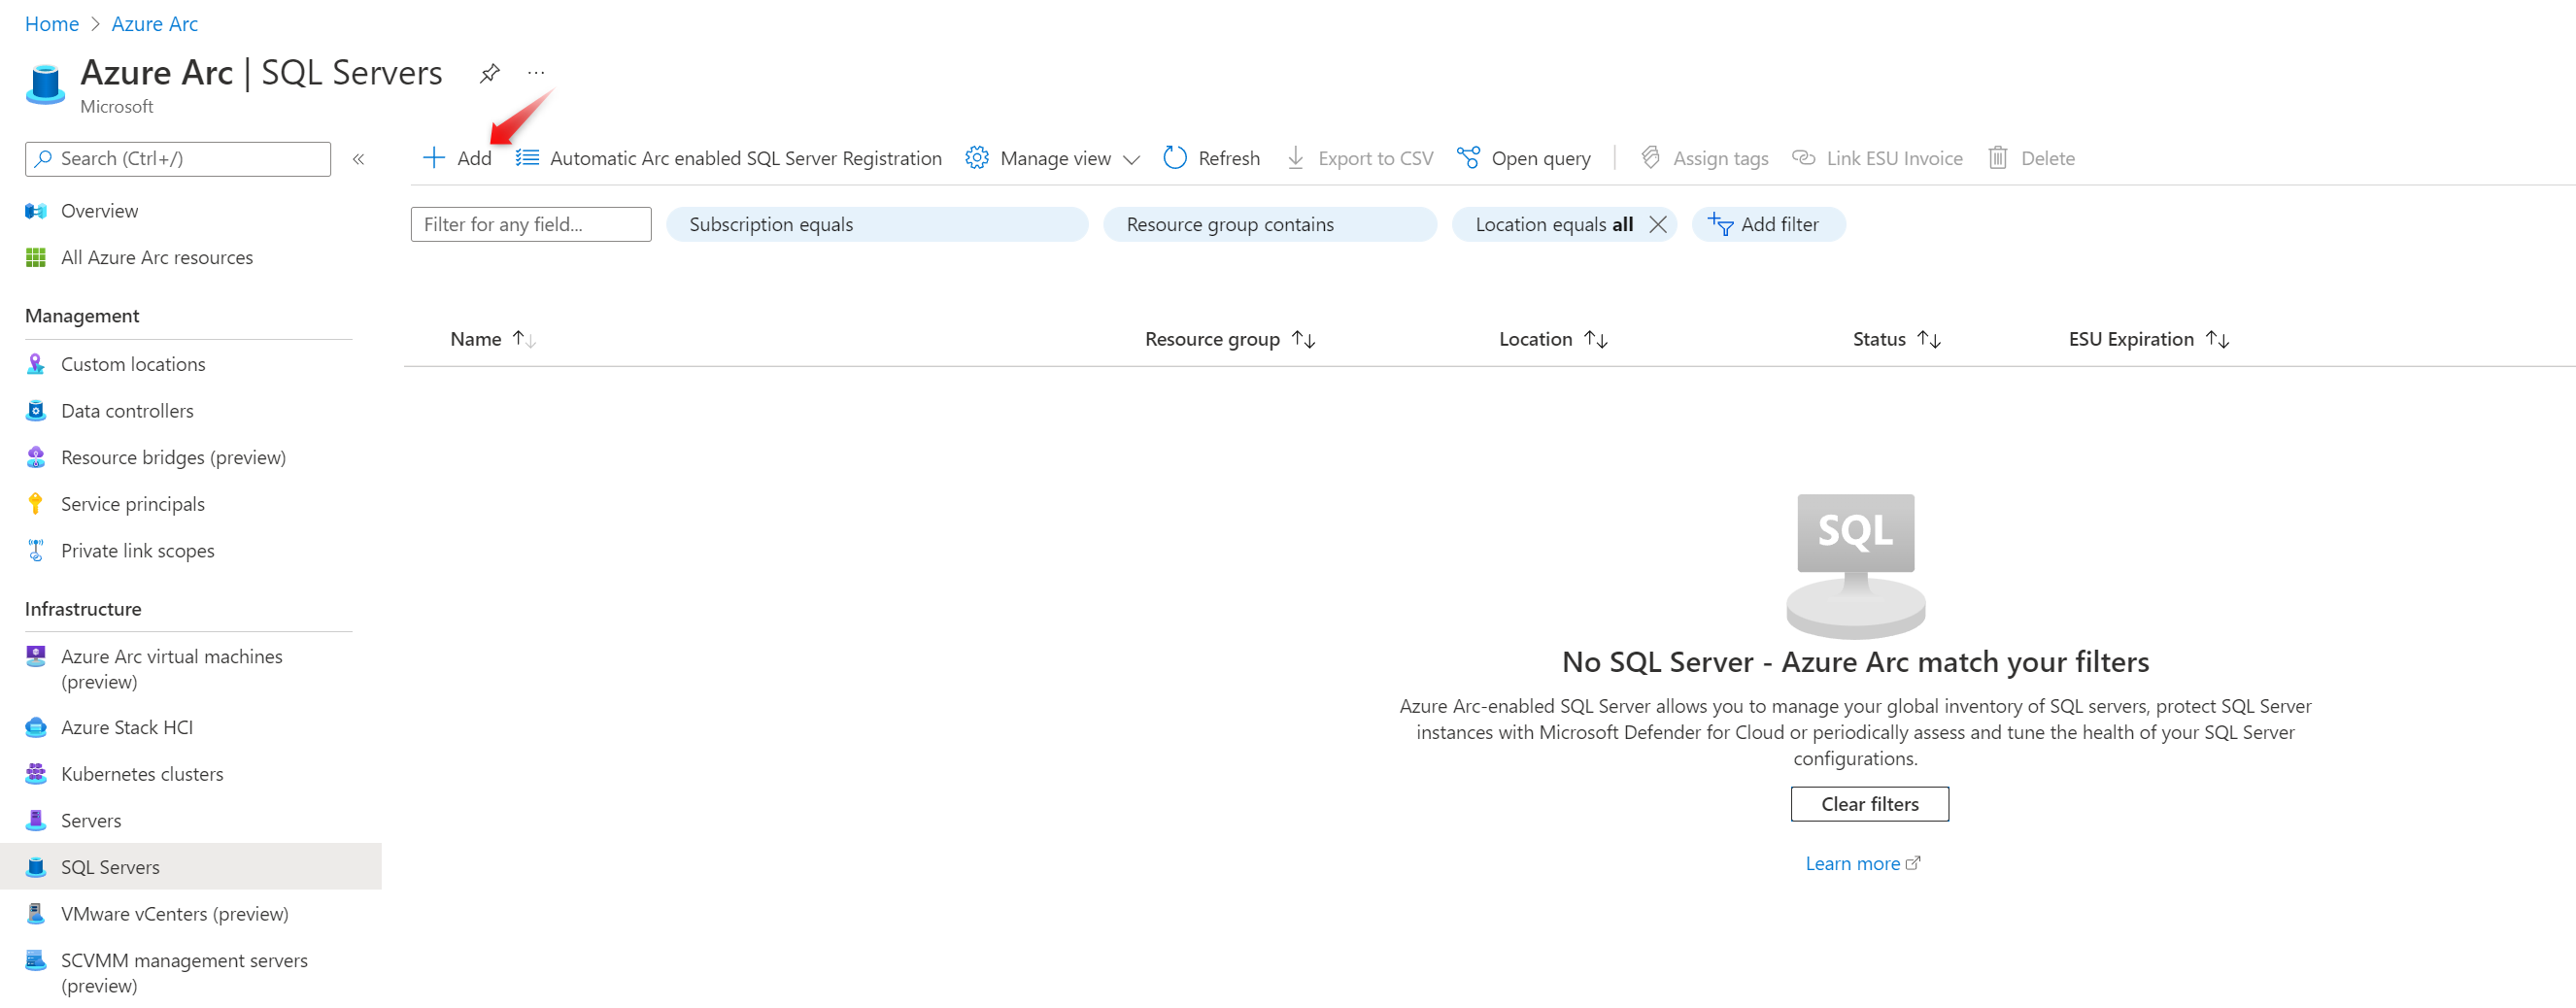 Home > Azure Arc
Azure Arc | SQL Servers ...
Microsoft
Search (Ctrl+/) «
Overview
All Azure Arc resources
Management
Custom locations
Data controllers
Resource bridges (preview)
Service principals
Private link scopes
Infrastructure
Azure Arc virtual machines
(preview)
Azure Stack HCI
Kubernetes clusters
Servers
SQL Servers
VMware vCenters (preview)
SCVMM management servers
(preview)
Add Automatic Arc enabled SQL Server Registration Manage view Refresh Export to CSV Open query Assign tags Link ESU Invoice Delete
Filter for any field... Subscription equals Resource group contains Location equals all Add filter
Name Resource group Location Status ESU Expiration
SQL
No SQL Server - Azure Arc match your filters
Azure Arc-enabled SQL Server allows you to manage your global inventory of SQL servers, protect SQL Server
instances with Microsoft Defender for Cloud or periodically assess and tune the health of your SQL Server
configurations.
Clear filters
Learn more